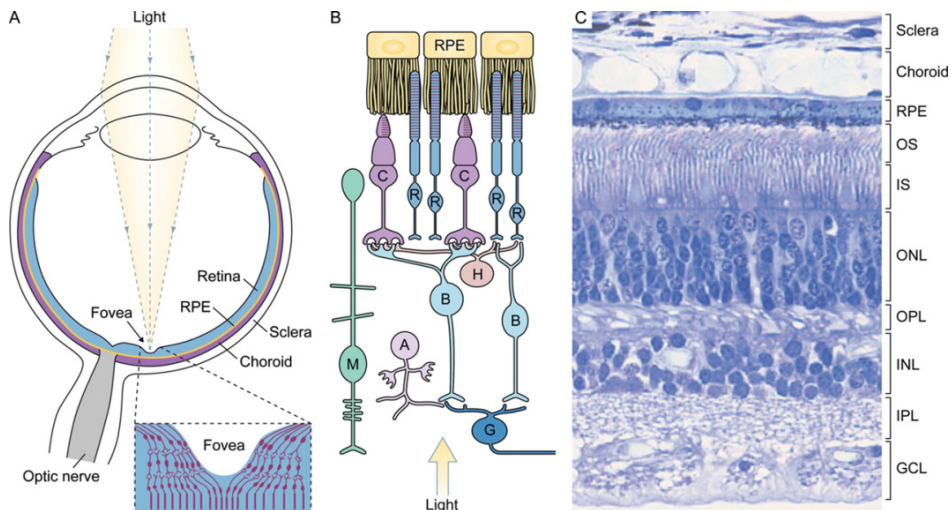 A
Light
Retina
RPE
Fovea
Sclera
Choroid
Optic nerve
Fovea
B
RPE
C
R
R
C
R
R
H
B
B
A
M
G
Light
C
Sclera
Choroid
RPE
OS
IS
ONL
OPL
INL
IPL
GCL